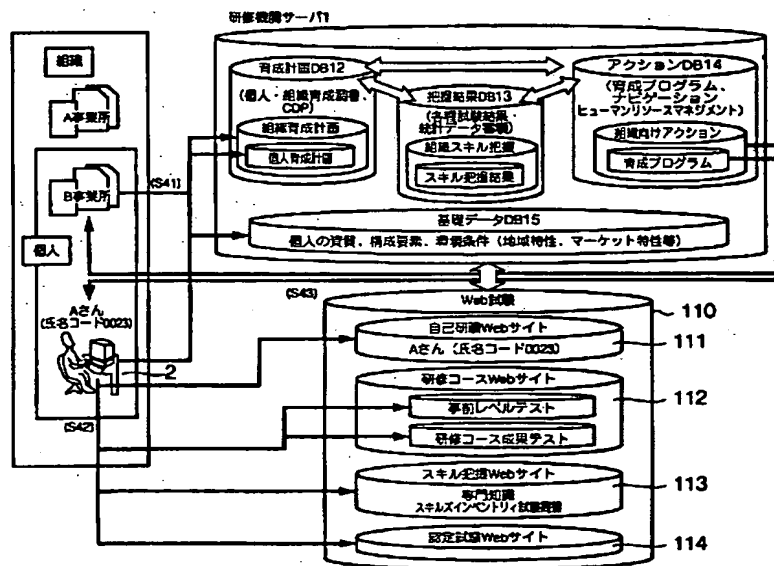 研修機関サーバ1
組織
A事業所
B事業所
個人
Aさん
(氏名コード0023)
2
(S41)
(S42)
(S43)
育成計画DB12
(個人・組織育成計画書、
CDP)
組織育成計画
個人育成計画
把握結果DB13
(各種試験結果・
統計データ蓄積)
組織スキル把握
スキル把握結果
アクションDB14
(育成プログラム、
ナビゲーション
ヒューマンリソースマネジメント)
組織向けアクション
育成プログラム
基礎データDB15
個人の資質、構成要素、環境条件(地域特性、マーケット特性等)
Web試験
110
自己研鑽Webサイト
Aさん(氏名コード0023)
111
研修コースWebサイト
112
事前レベルテスト
研修コース成果テスト
スキル把握Webサイト
113
専門知識
スキルズインベントリィ試験
認定試験Webサイト
114